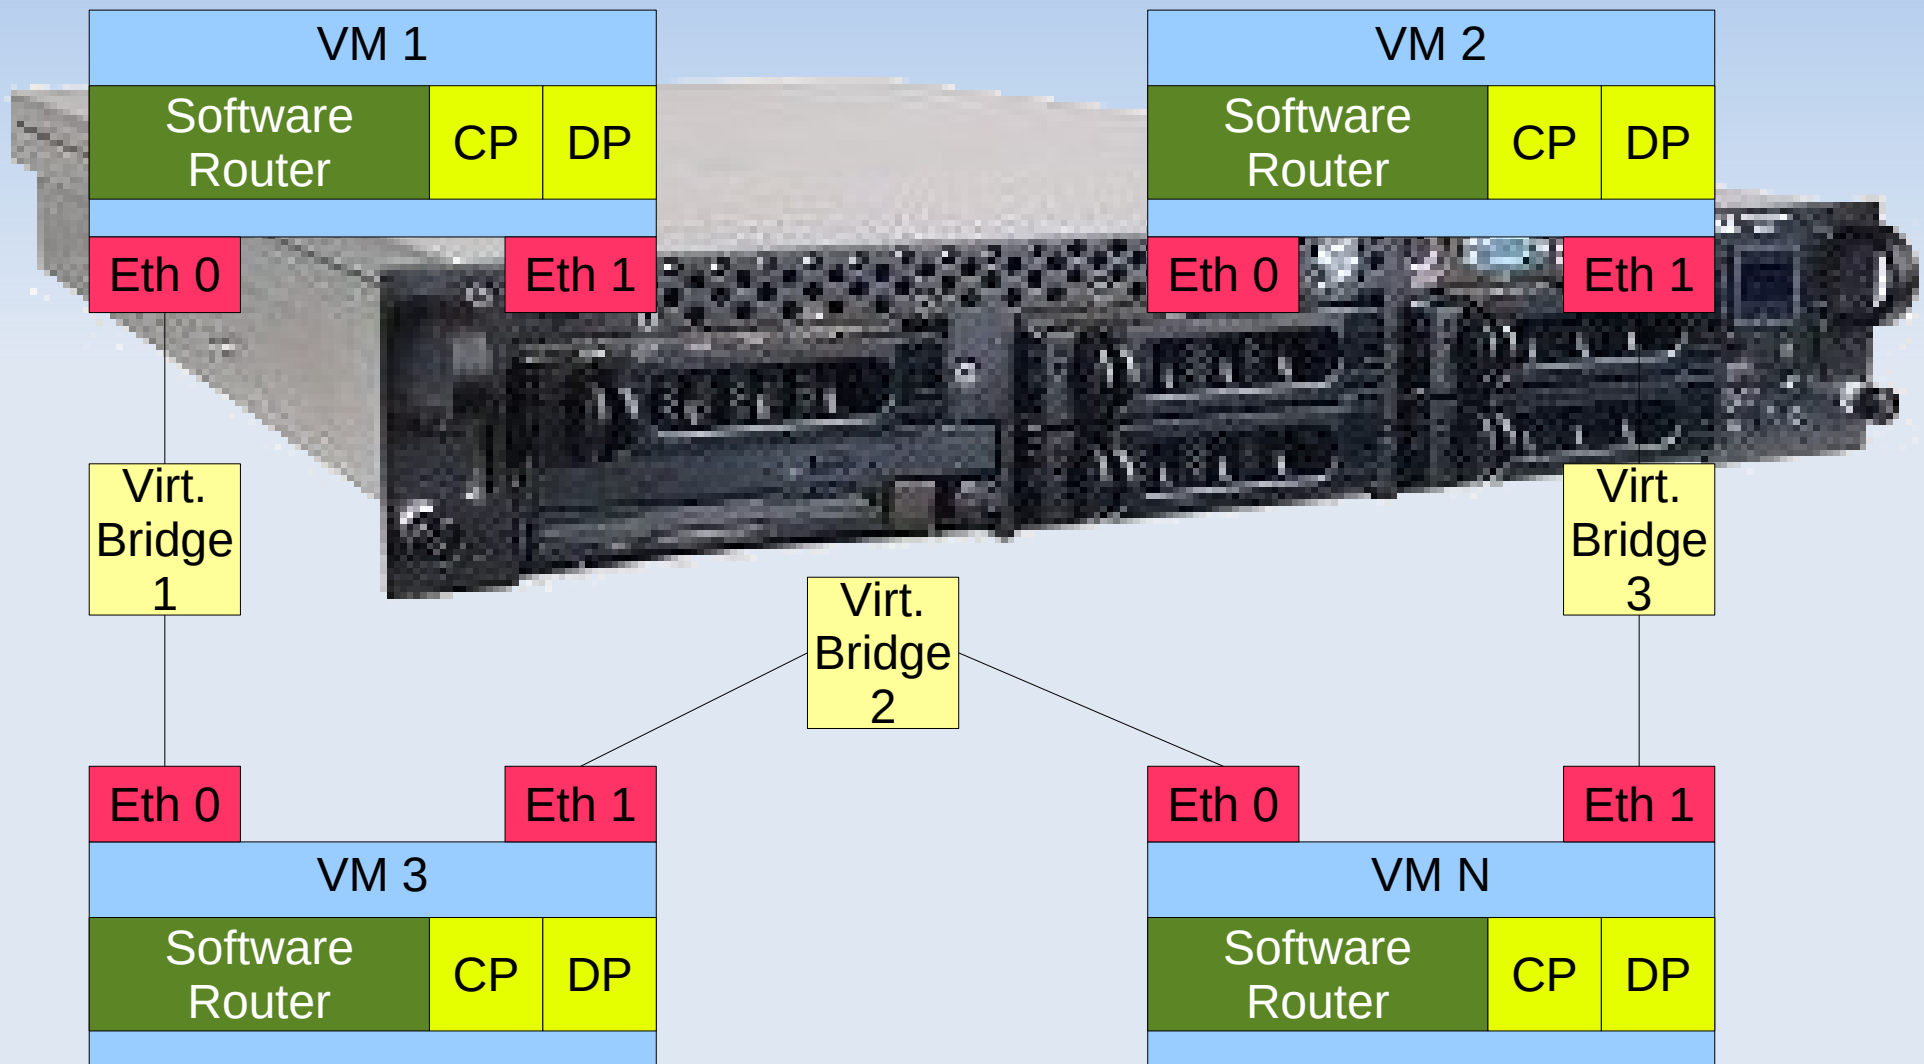 VM 1
Software
Router
CP
DP
Eth 0
Eth 1
VM 2
Software
Router
CP
DP
Eth 0
Eth 1
Virt.
Bridge
1
Virt.
Bridge
2
Virt.
Bridge
3
Eth 0
Eth 1
VM 3
Software
Router
CP
DP
Eth 0
Eth 1
VM N
Software
Router
CP
DP